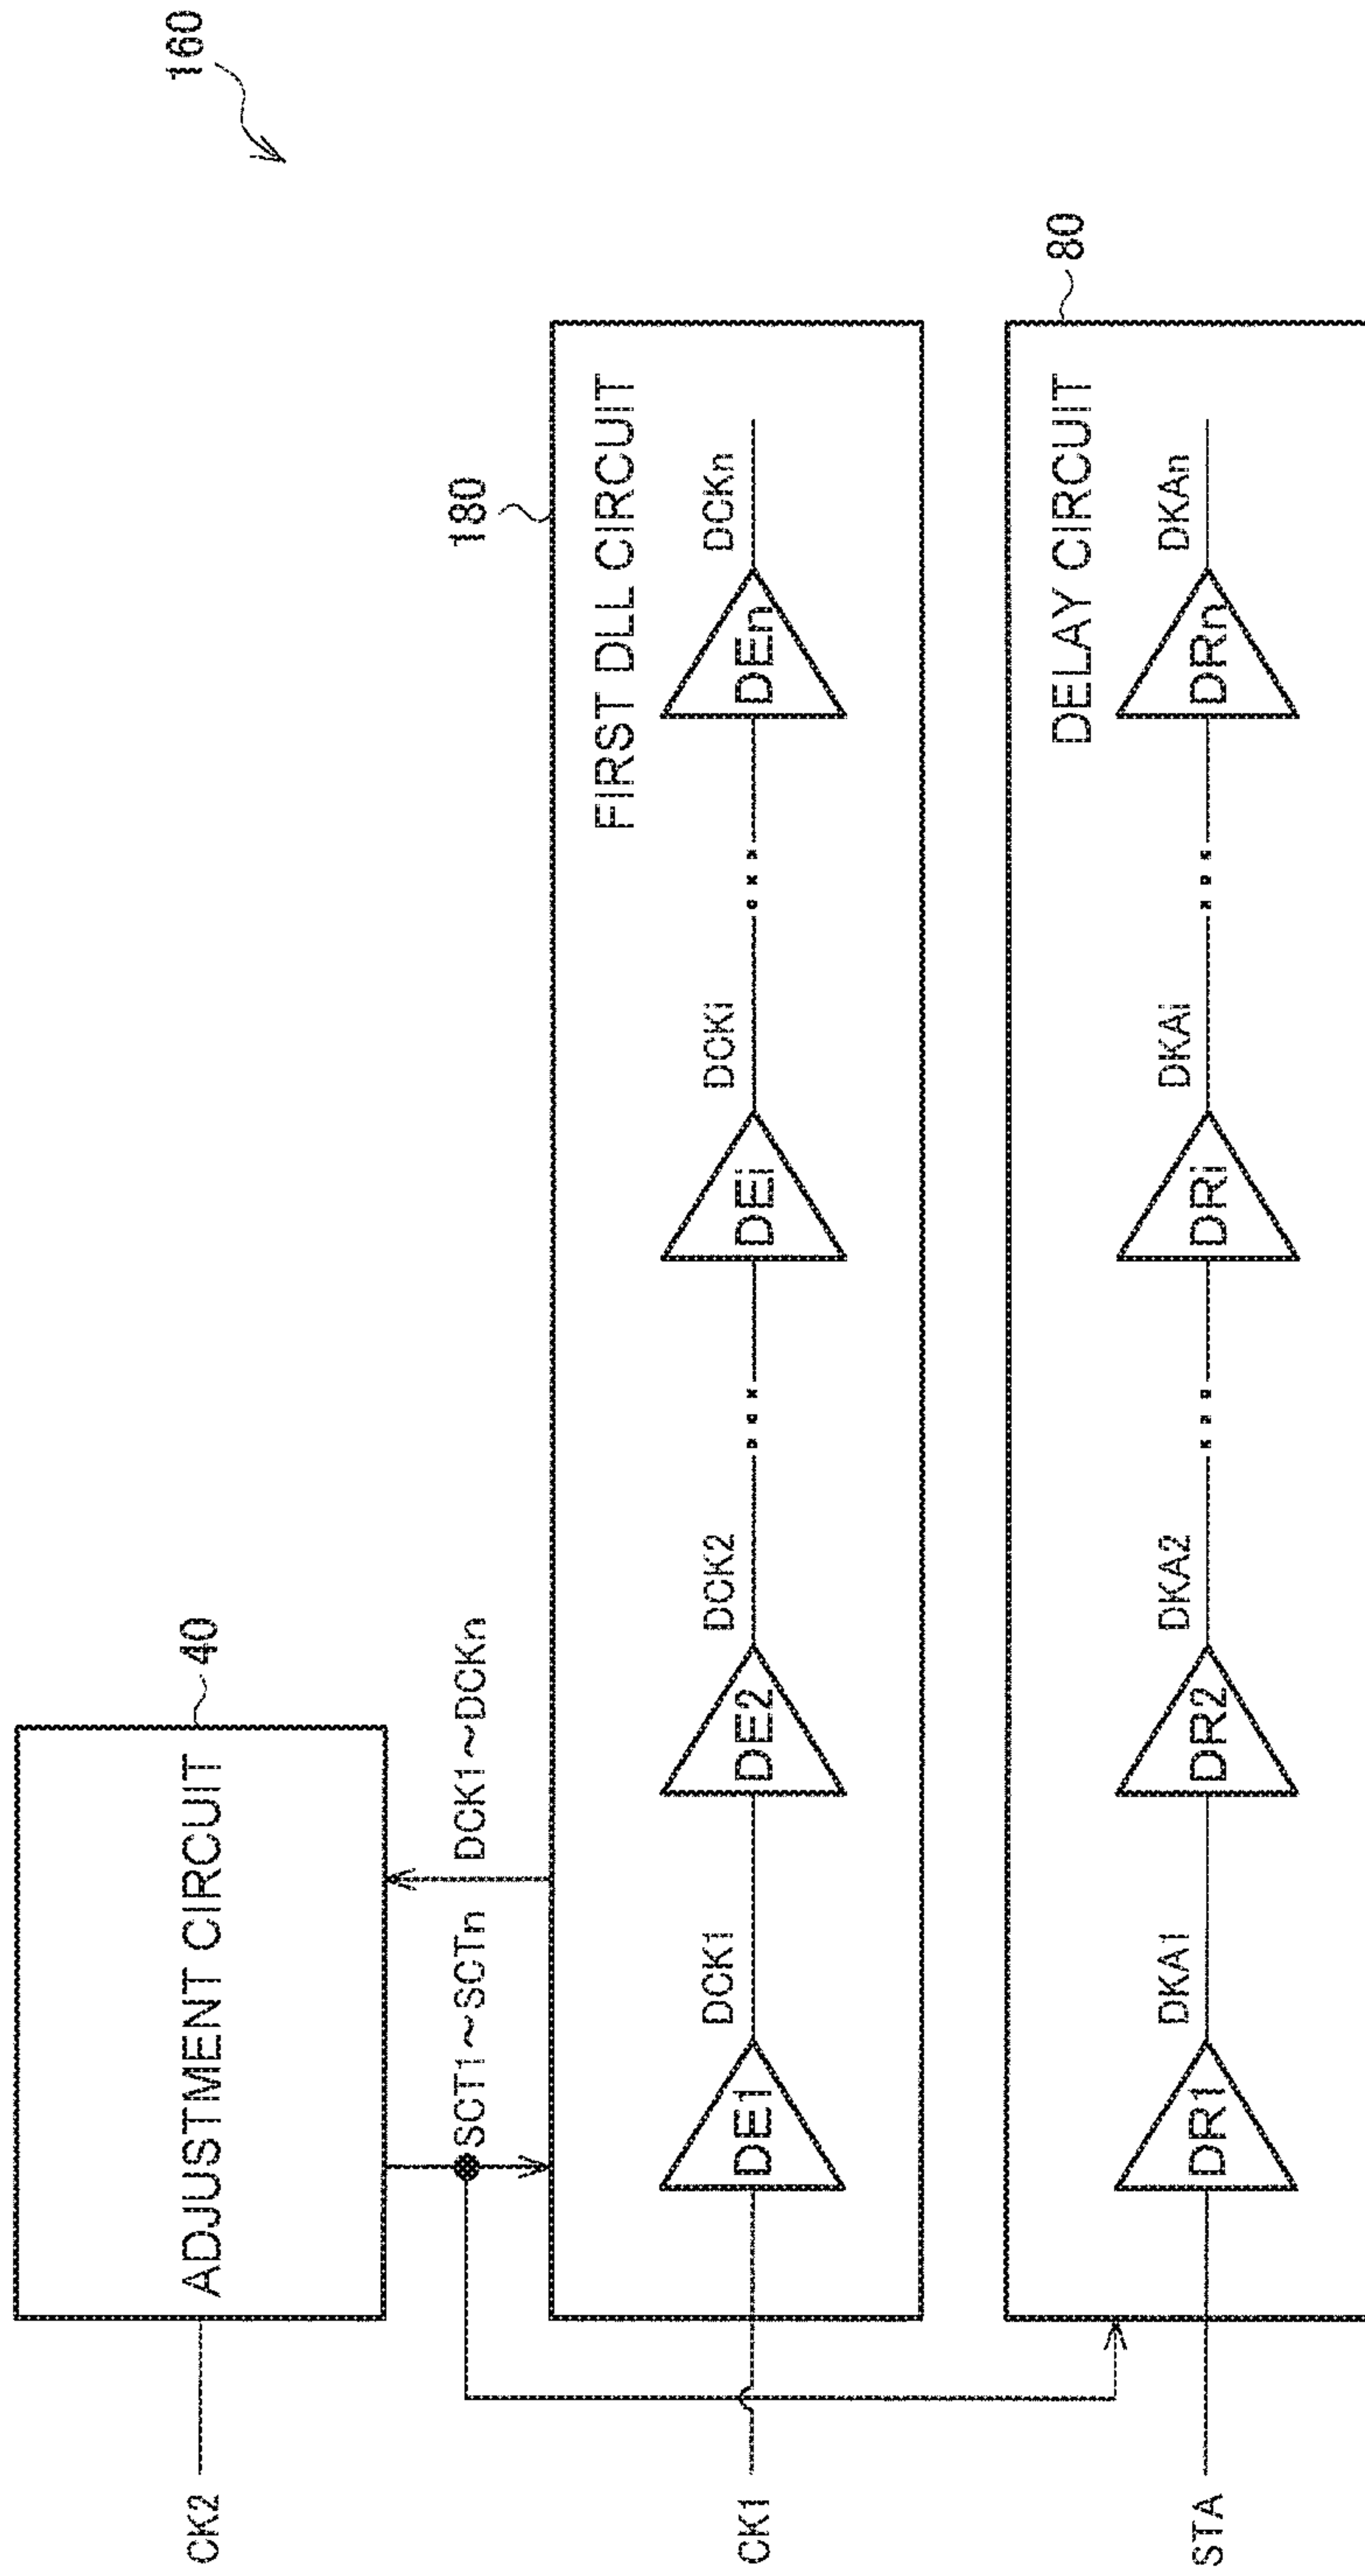 160
CK2
ADJUSTMENT CIRCUIT
40
SCT1~SCTn
DCK1~DCKn
180
FIRST DLL CIRCUIT
CK1
DE1
DCK1
DE2
DCK2
DEi
DCKi
DEn
DCKn
80
DELAY CIRCUIT
STA
DR1
DKA1
DR2
DKA2
DRi
DKAi
DRn
DKAn